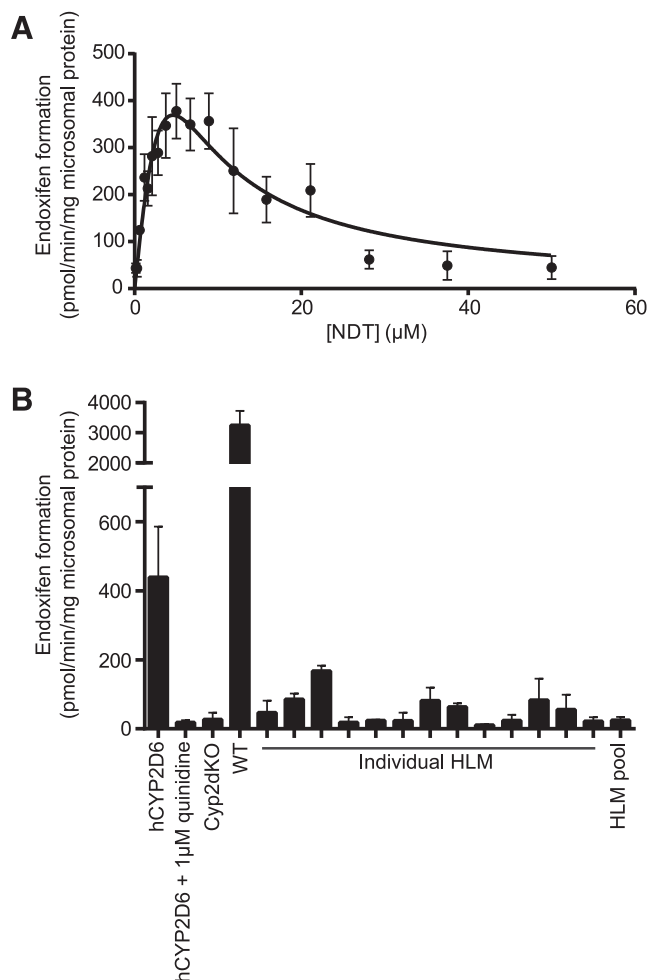 A
Endoxifen formation
(pmol/min/mg microsomal protein)
500
400
300
200
100
0
0 20 40 60
[NDT] (μM)
B
Endoxifen formation
(pmol/min/mg microsomal protein)
4000
3000
2000
600
400
200
0
hCYP2D6
hCYP2D6 + 1μM quinidine
Cyp2dKO
WT
Individual HLM
HLM pool